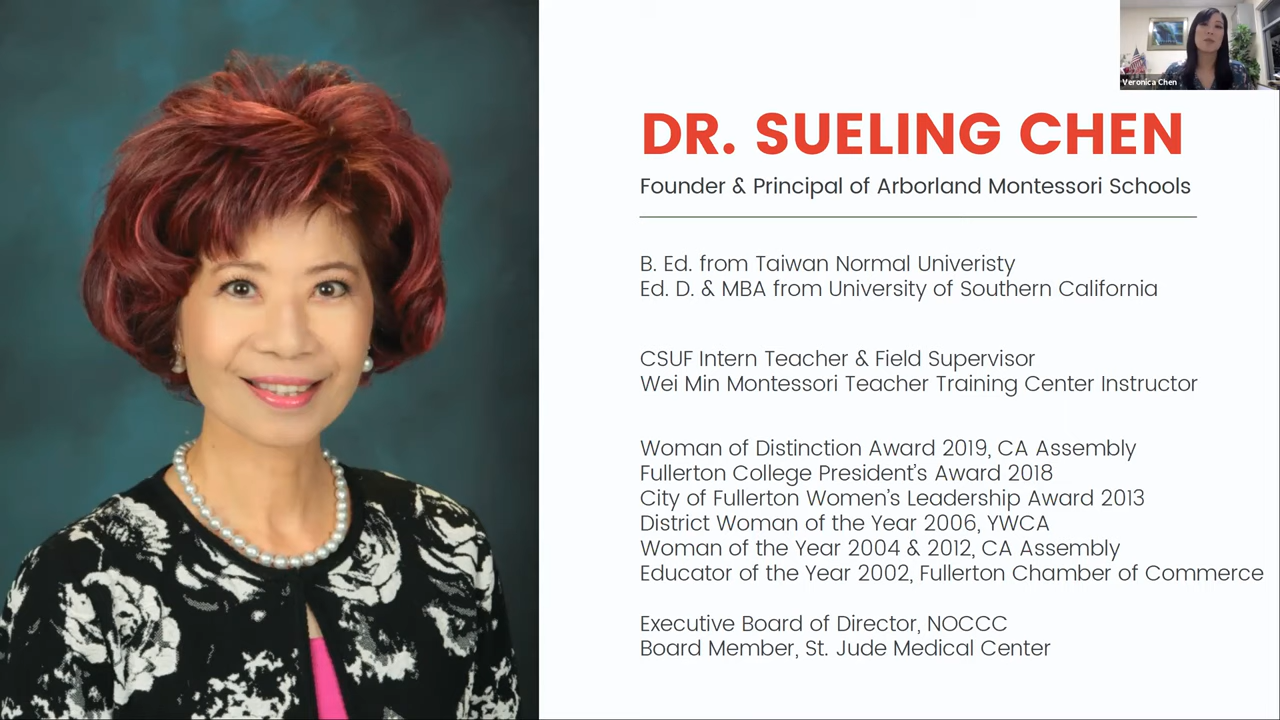 Veronica Chen
DR. SUELING CHEN
Founder & Principal of Arborland Montessori Schools
B. Ed. from Taiwan Normal Univeristy
Ed. D. & MBA from University of Southern California
CSUF Intern Teacher & Field Supervisor
Wei Min Montessori Teacher Training Center Instructor
Woman of Distinction Award 2019, CA Assembly
Fullerton College President’s Award 2018
City of Fullerton Women’s Leadership Award 2013
District Woman of the Year 2006, YWCA
Woman of the Year 2004 & 2012, CA Assembly
Educator of the Year 2002, Fullerton Chamber of Commerce
Executive Board of Director, NOCCC
Board Member, St. Jude Medical Center